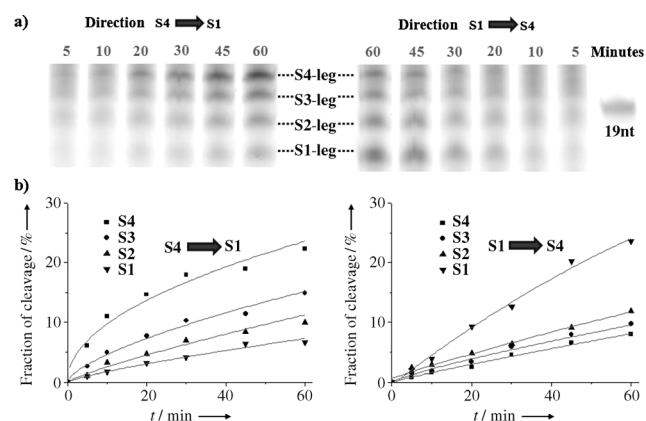 a)
Direction S4 S1
5 10 20 30 45 60
Direction S1 S4
60 45 30 20 10 5 Minutes
S4-leg
S3-leg
S2-leg
S1-leg
19nt
b)
Fraction of cleavage / %
30
20
10
0
S4
S3
S2
S1
S4 S1
0 20 40 60
t / min
Fraction of cleavage / %
30
20
10
0
S4
S3
S2
S1
S1 S4
0 20 40 60
t / min